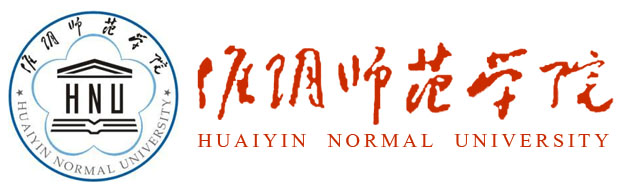 淮阴师范学院
HNU
★ HUAIYIN NORMAL UNIVERSITY ★
淮阴师范学院
HUAIYIN NORMAL UNIVERSITY